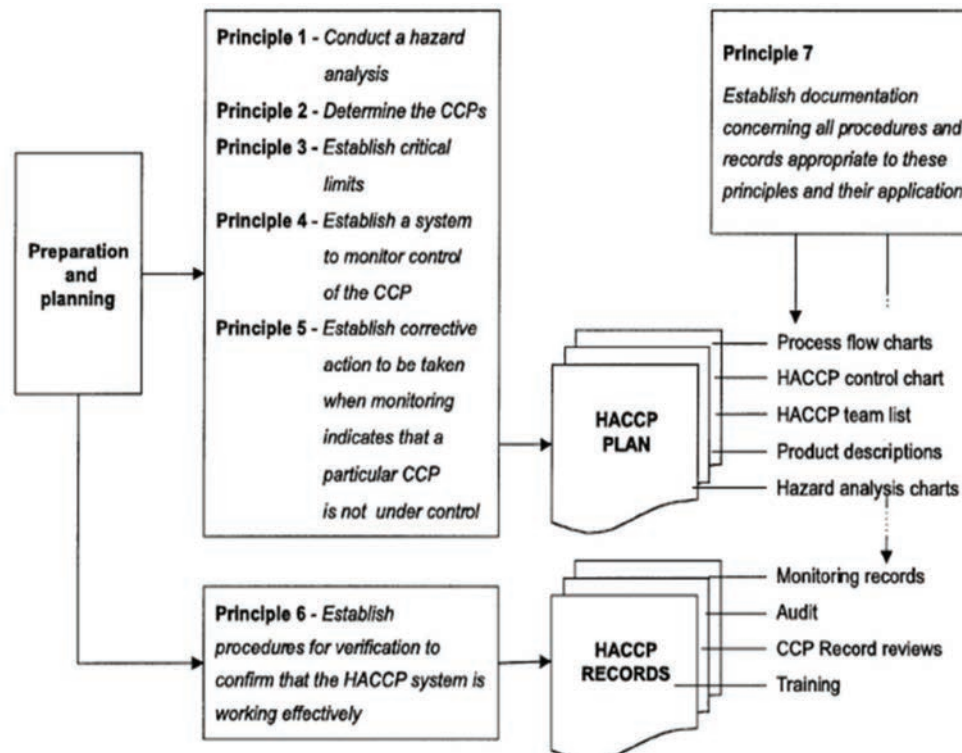 Preparation
and
planning
Principle 1 - Conduct a hazard
analysis
Principle 2 - Determine the CCPs
Principle 3 - Establish critical
limits
Principle 4 - Establish a system
to monitor control
of the CCP
Principle 5 - Establish corrective
action to be taken
when monitoring
indicates that a
particular CCP
is not under control
Principle 6 - Establish
procedures for verification to
confirm that the HACCP system is
working effectively
Principle 7
Establish documentation
concerning all procedures and
records appropriate to these
principles and their application
HACCP
PLAN
Process flow charts
HACCP control chart
HACCP team list
Product descriptions
Hazard analysis charts
HACCP
RECORDS
Monitoring records
Audit
CCP Record reviews
Training